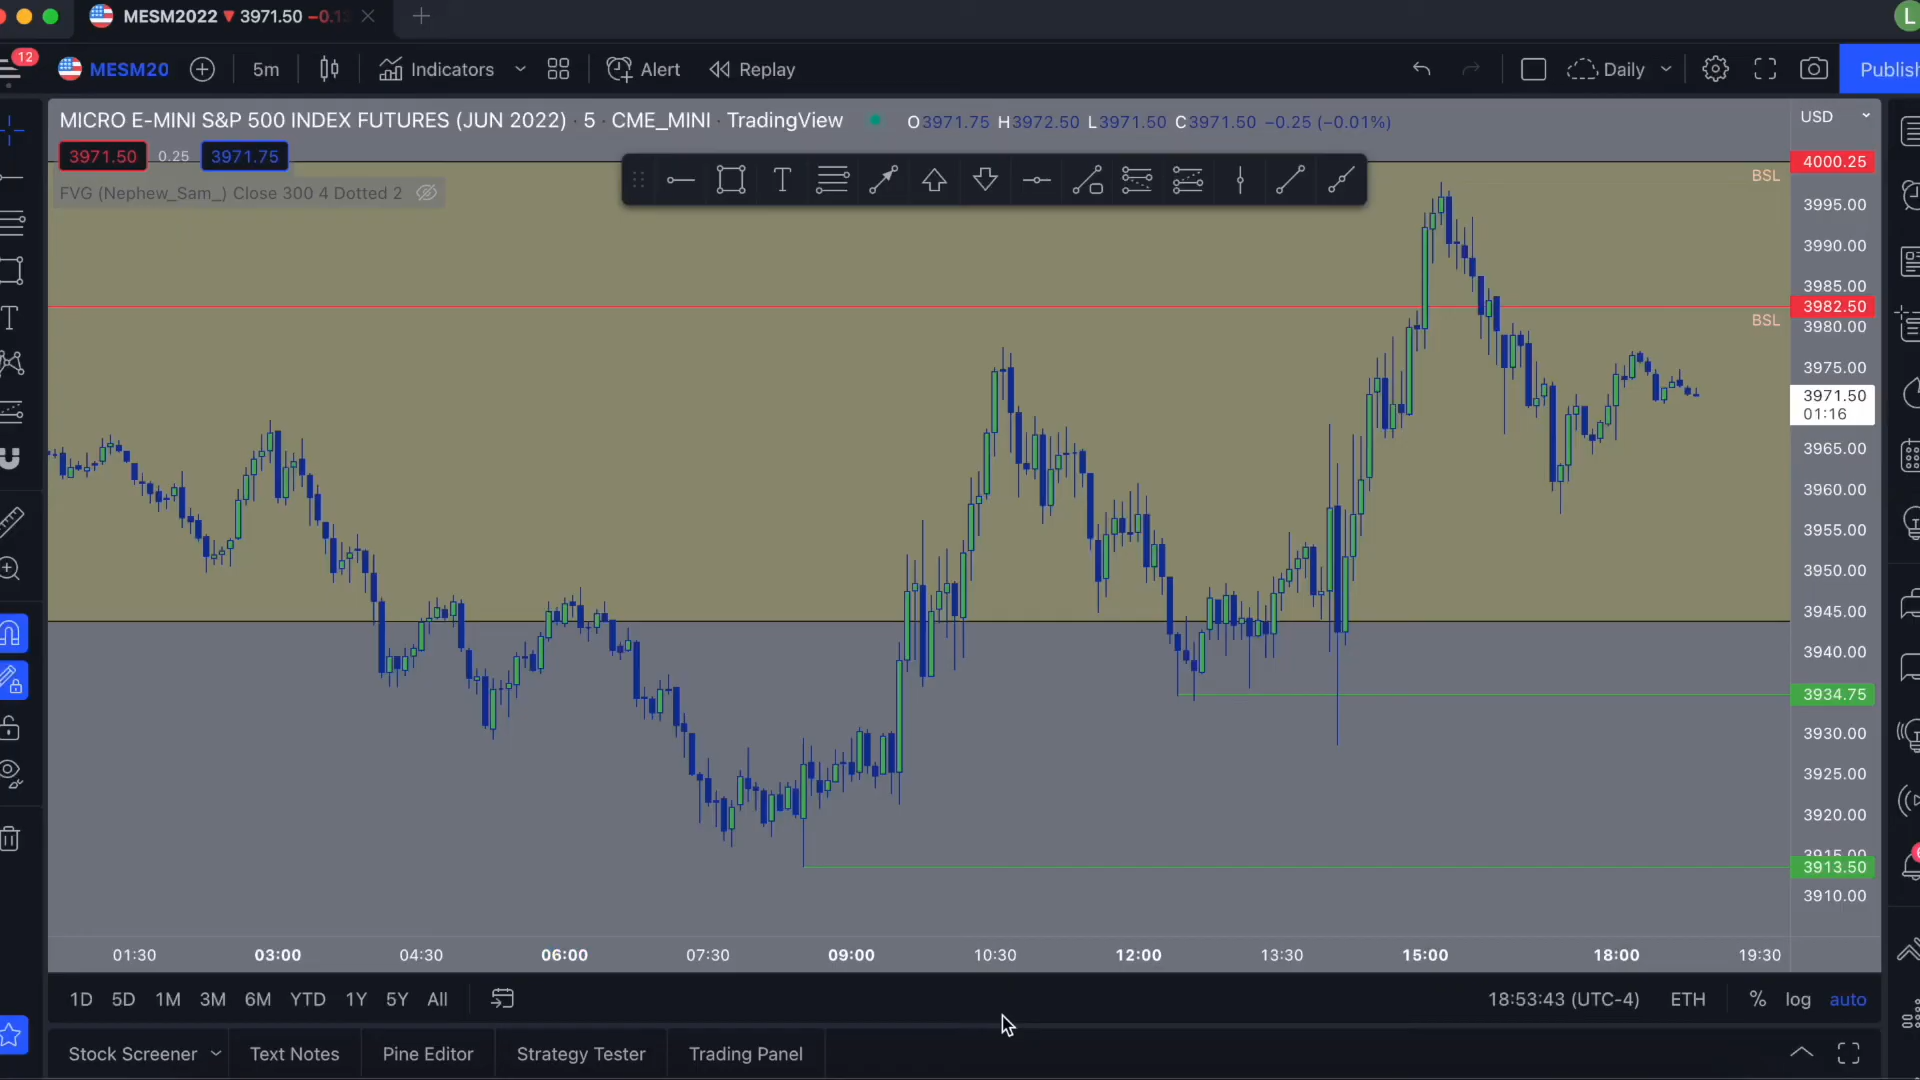 MESM2022 ▼ 3971.50 −0.13
L
12
MESM20
5m
Indicators
Alert
Replay
Daily
Publish
MICRO E-MINI S&P 500 INDEX FUTURES (JUN 2022) · 5 · CME_MINI · TradingView
O3971.75 H3972.50 L3971.50 C3971.50 −0.25 (−0.01%)
USD
3971.50 0.25 3971.75
FVG (Nephew_Sam_) Close 300 4 Dotted 2
4000.25
BSL
3995.00
3990.00
3985.00
3982.50
BSL
3980.00
3975.00
3971.50
01:16
3965.00
3960.00
3955.00
3950.00
3945.00
3940.00
3934.75
3930.00
3925.00
3920.00
3915.00
3913.50
3910.00
01:30 03:00 04:30 06:00 07:30 09:00 10:30 12:00 13:30 15:00 18:00 19:30
1D 5D 1M 3M 6M YTD 1Y 5Y All
18:53:43 (UTC-4) ETH % log auto
Stock Screener Text Notes Pine Editor Strategy Tester Trading Panel